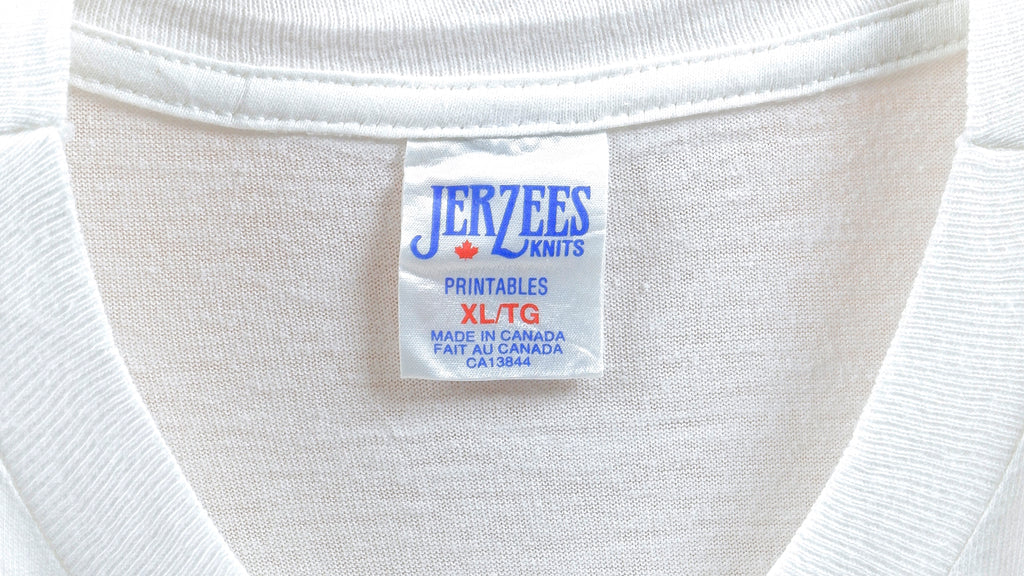 JERZEES
KNITS
PRINTABLES
XL/TG
MADE IN CANADA
FAIT AU CANADA
CA13844